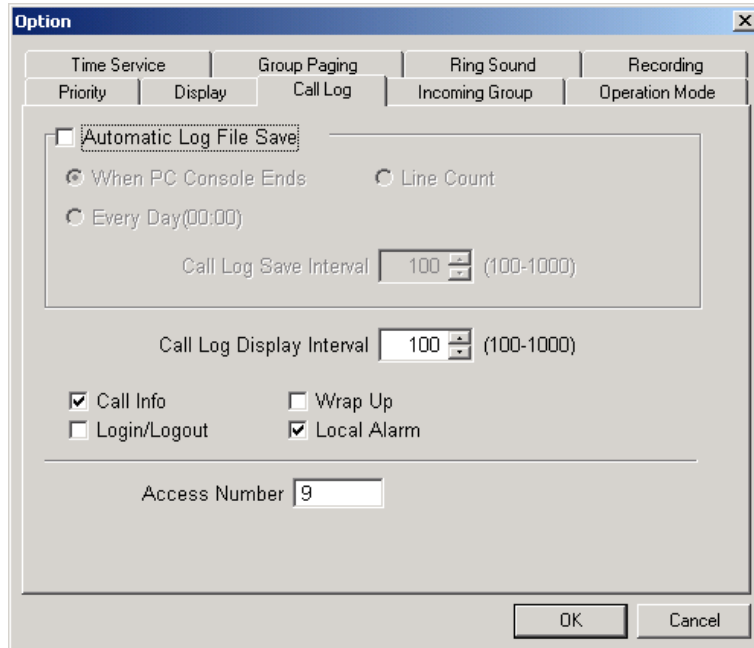 Option
Time Service Group Paging Ring Sound Recording
Priority Display Call Log Incoming Group Operation Mode
Automatic Log File Save
When PC Console Ends Line Count
Every Day(00:00)
Call Log Save Interval 100 (100-1000)
Call Log Display Interval 100 (100-1000)
Call Info Wrap Up
Login/Logout Local Alarm
Access Number 9
OK Cancel